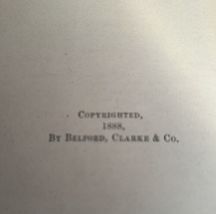 Copyrighted,
1888,
By Belford, Clarke & Co.